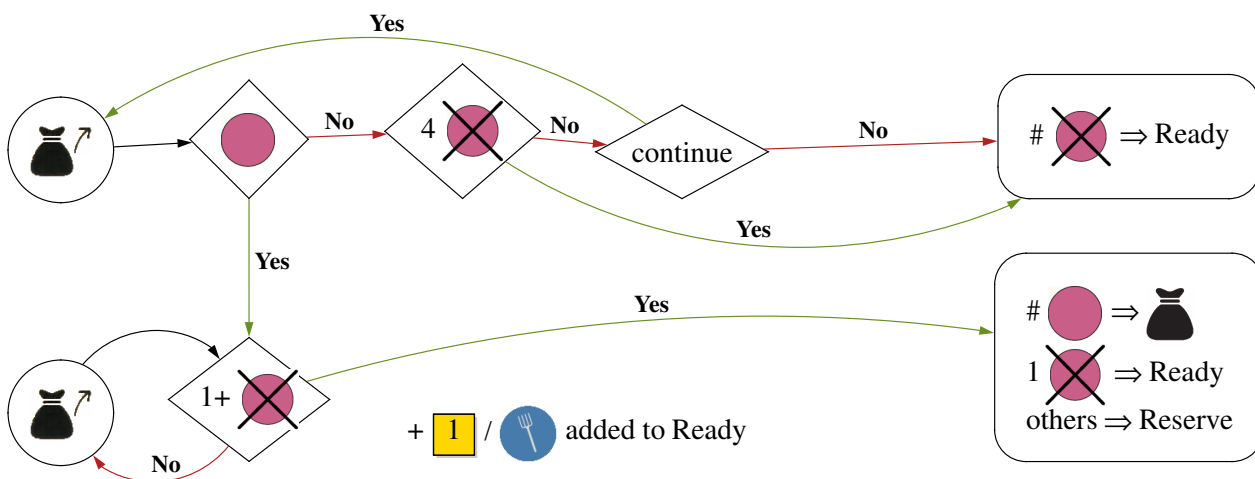 Yes
No
4
No
continue
No
# ⇒ Ready
Yes
Yes
Yes
# ⇒
1 ⇒ Ready
others ⇒ Reserve
1+
No
+ 1 / added to Ready